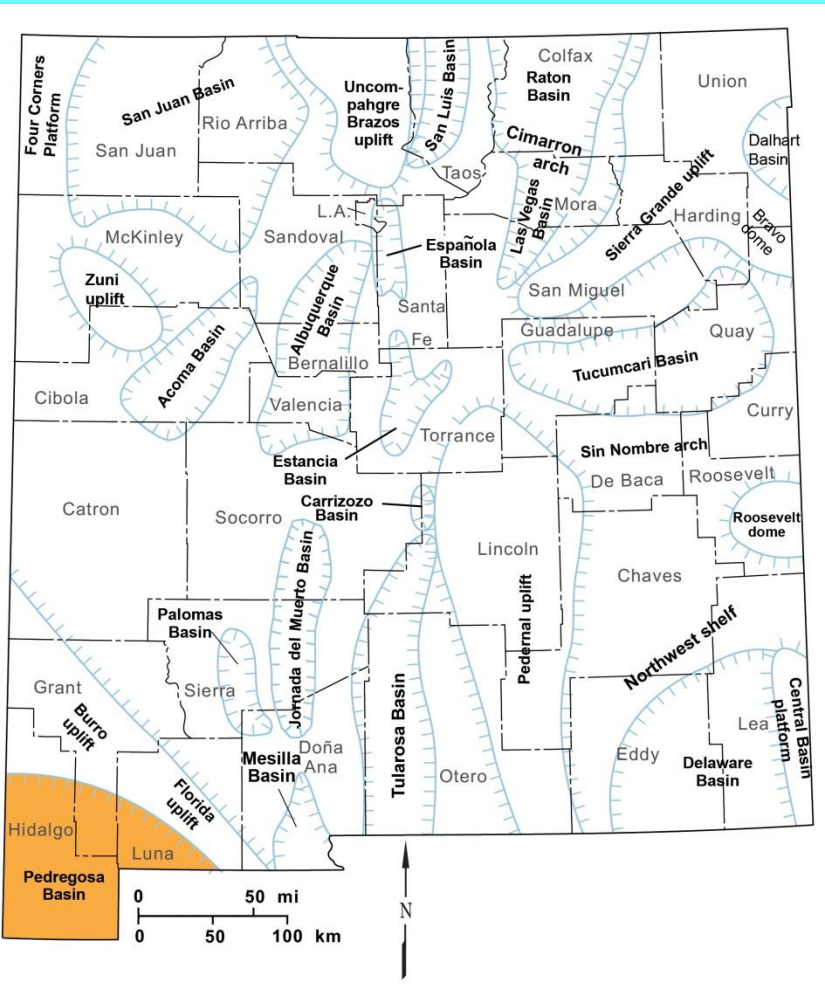 Four Corners
Platform
San Juan Basin
San Juan
Rio Arriba
Uncom-
pahgre
Brazos
uplift
San Luis Basin
Taos
Colfax
Raton
Basin
Cimarron
arch
Union
Dalhart
Basin
L.A.
McKinley
Sandoval
Española
Basin
Las Vegas
Basin
Mora
Sierra Grande uplift
Harding
Bravo
dome
Zuni
uplift
Albuquerque
Basin
Santa
Fe
San Miguel
Guadalupe
Quay
Acoma Basin
Bernalillo
Tucumcari Basin
Cibola
Valencia
Torrance
Curry
Estancia
Basin
Sin Nombre arch
De Baca
Roosevelt
Carrizozo
Basin
Catron
Socorro
Roosevelt
dome
Jornada del Muerto Basin
Lincoln
Chaves
Palomas
Basin
Pedernal uplift
Northwest shelf
Grant
Sierra
Burro
uplift
Tularosa Basin
Central Basin
platform
Lea
Mesilla
Basin
Doña
Ana
Otero
Eddy
Delaware
Basin
Florida
uplift
Hidalgo
Luna
Pedregosa
Basin
0 50 mi
0 50 100 km
N